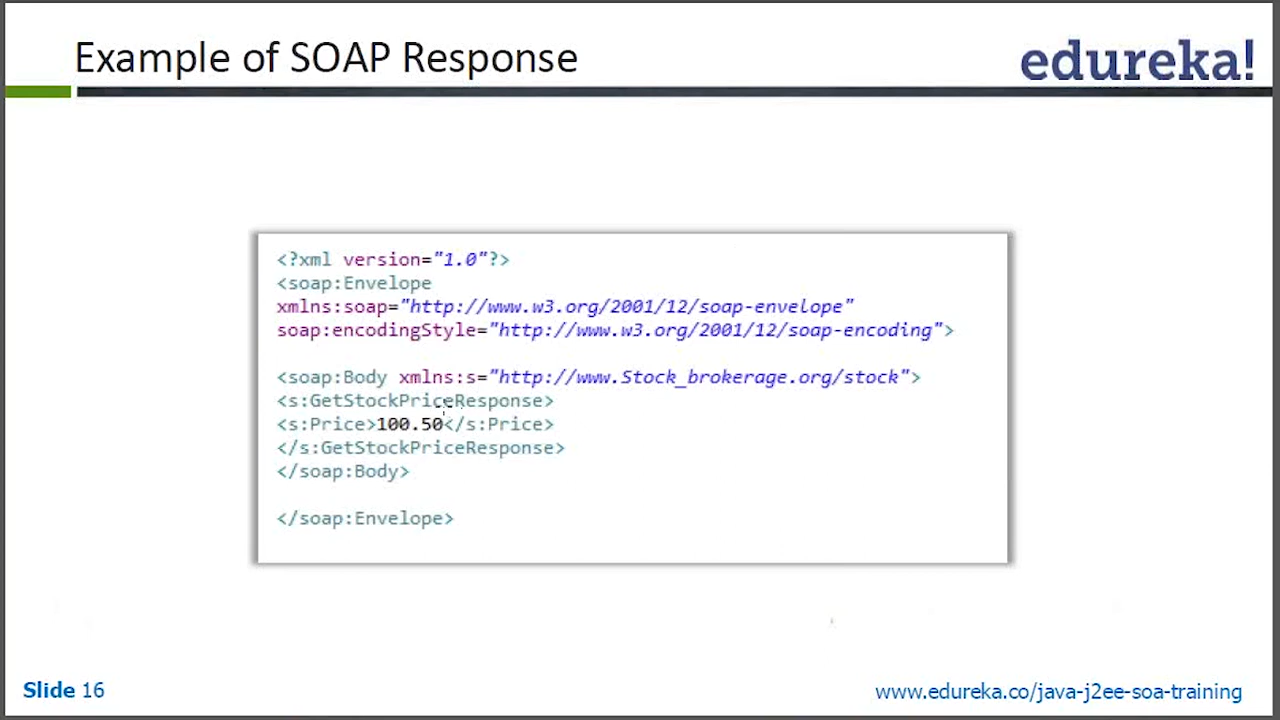 Example of SOAP Response
edureka!
<?xml version="1.0"?>
<soap:Envelope
xmlns:soap="http://www.w3.org/2001/12/soap-envelope"
soap:encodingStyle="http://www.w3.org/2001/12/soap-encoding">
<soap:Body xmlns:s="http://www.Stock_brokerage.org/stock">
<s:GetStockPriceResponse>
<s:Price>100.50</s:Price>
</s:GetStockPriceResponse>
</soap:Body>
</soap:Envelope>
Slide 16
www.edureka.co/java-j2ee-soa-training